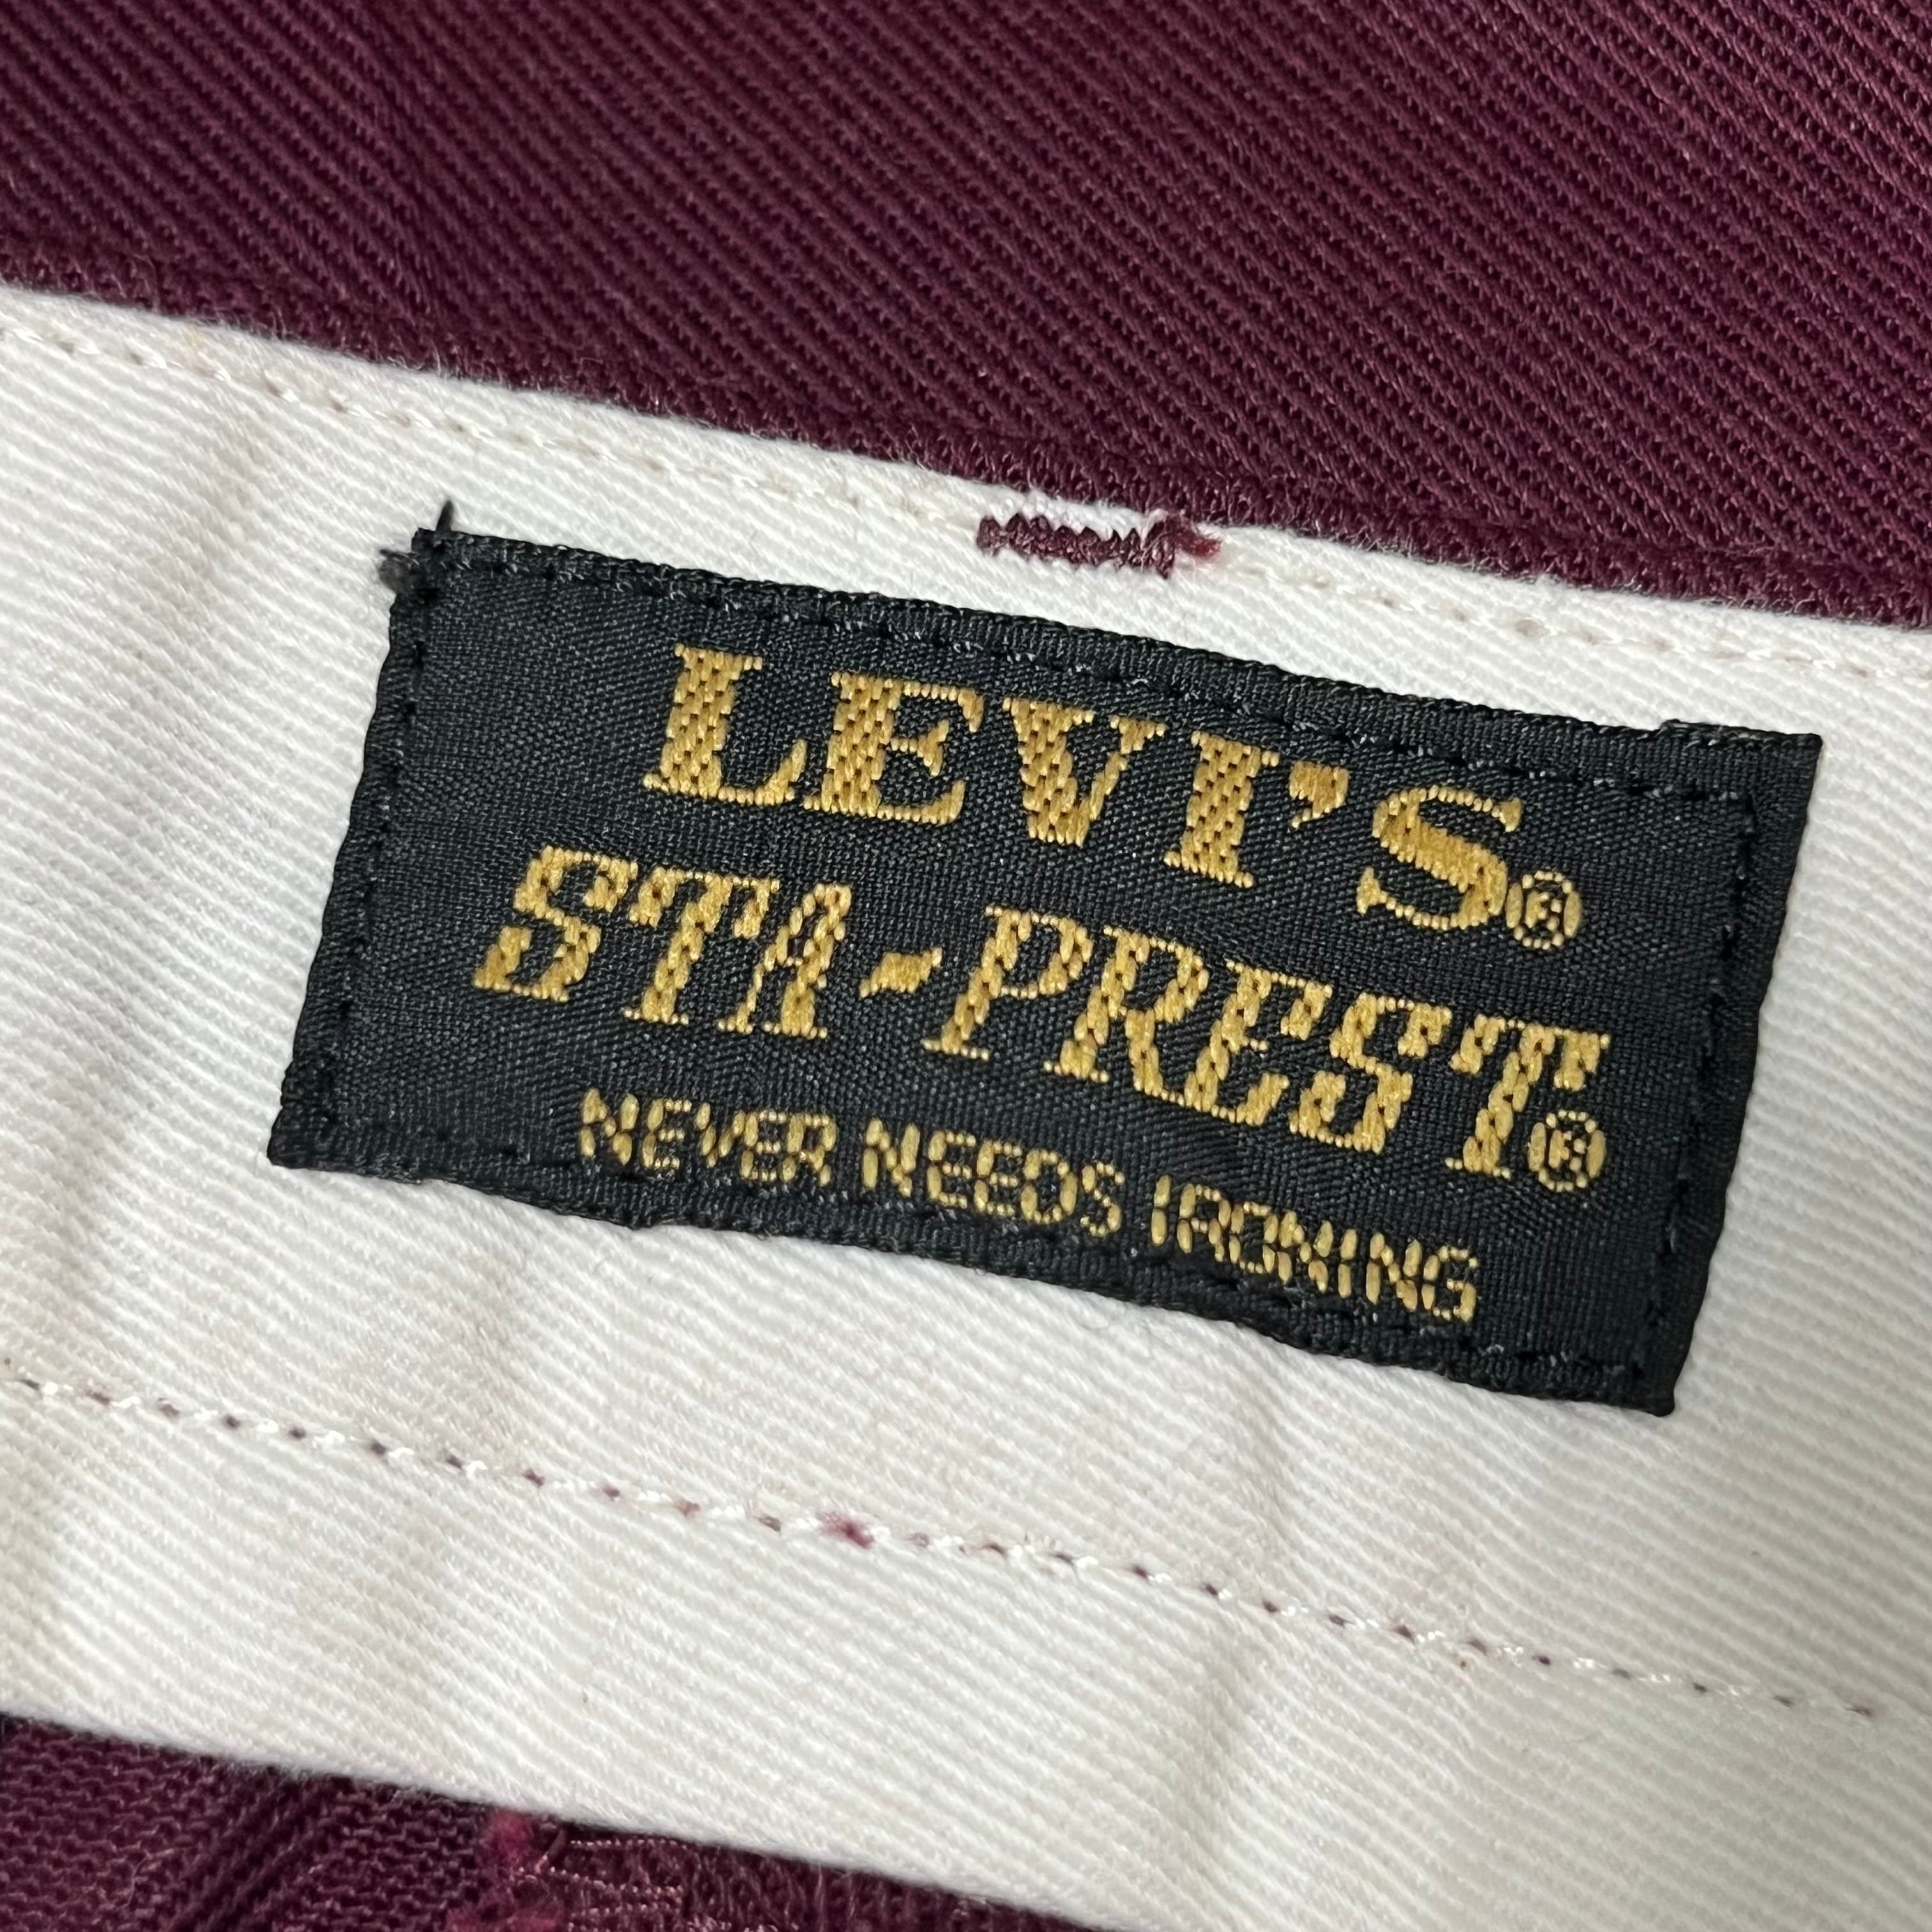 LEVI'S®
STA-PREST®
NEVER NEEDS IRONING